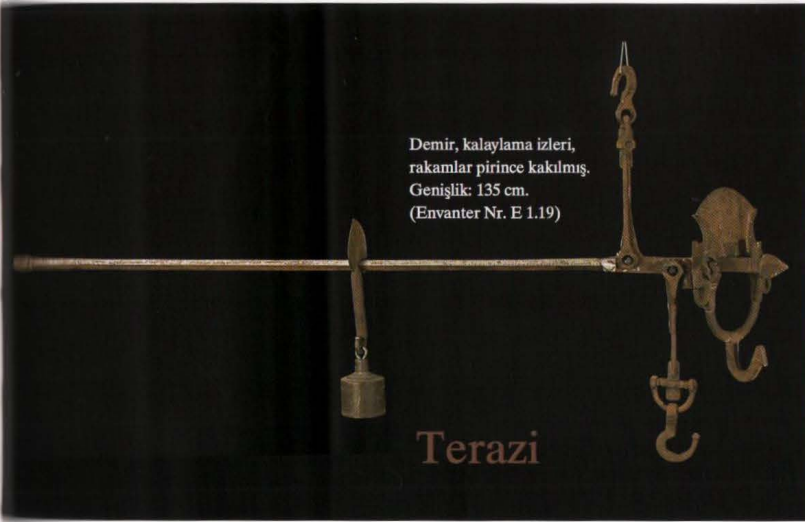 Demir, kalaylama izleri,
rakamlar pirince kakılmış.
Genişlik: 135 cm.
(Envanter Nr. E 1.19)
Terazi